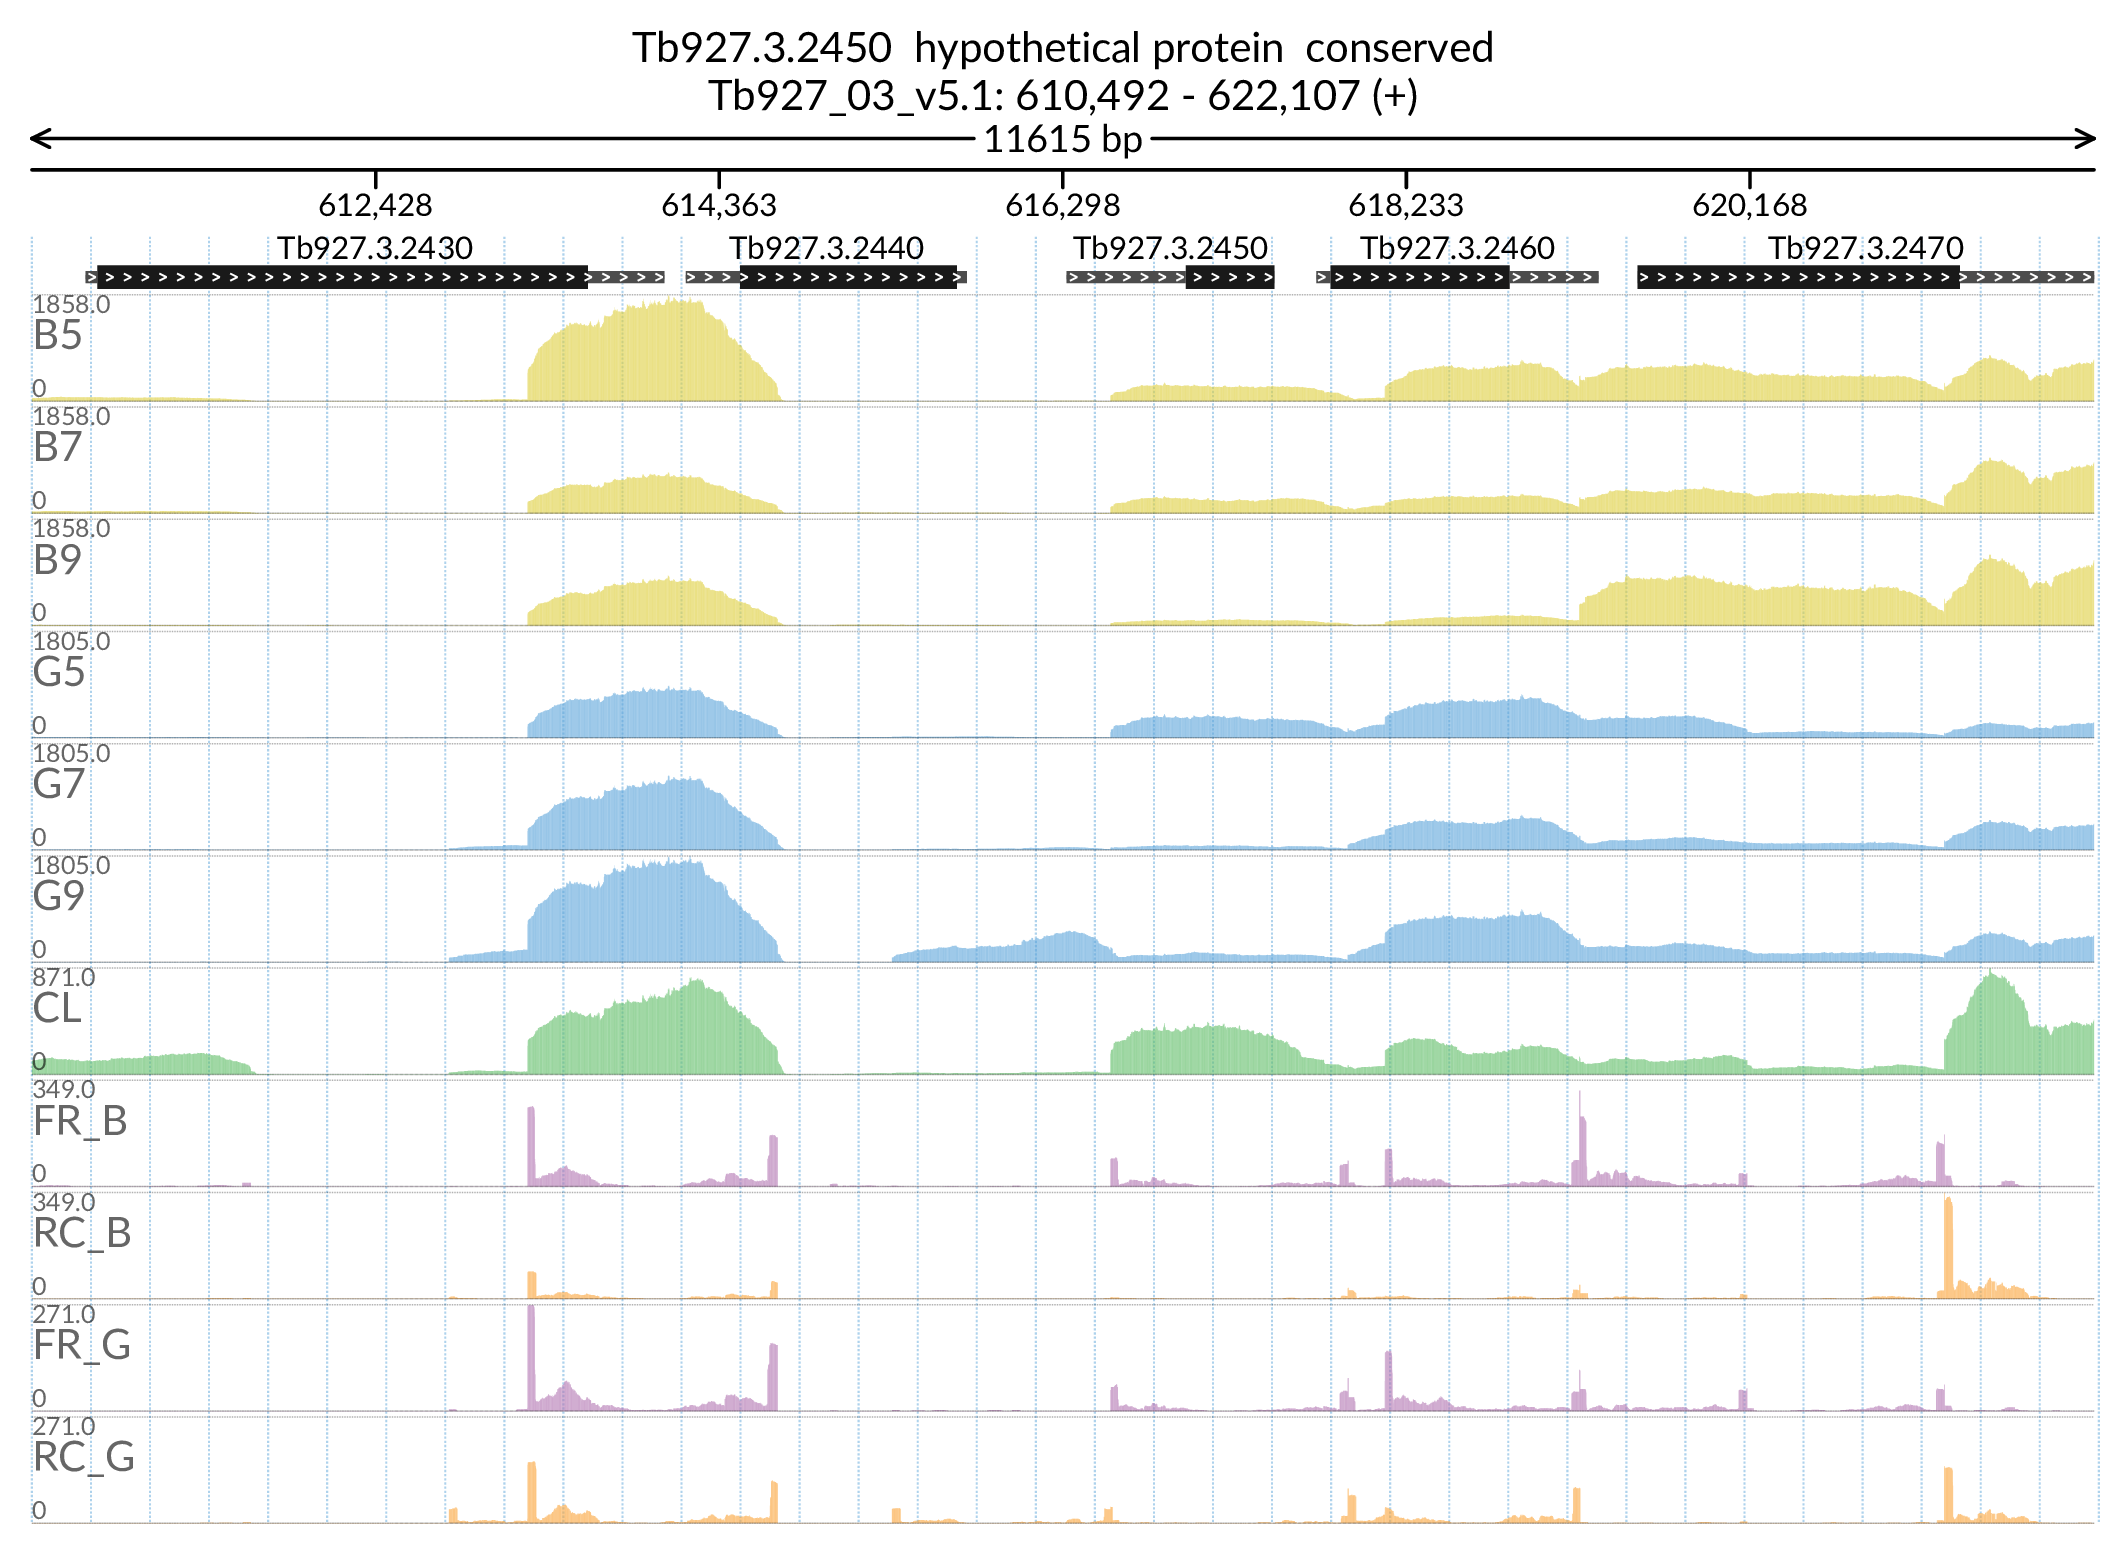 Tb927.3.2450  hypothetical protein  conserved
Tb927_03_v5.1: 610,492 - 622,107 (+)
11615 bp
612,428 614,363 616,298 618,233 620,168
Tb927.3.2430 Tb927.3.2440 Tb927.3.2450 Tb927.3.2460 Tb927.3.2470
1858.0
B5
0
1858.0
B7
0
1858.0
B9
0
1805.0
G5
0
1805.0
G7
0
1805.0
G9
0
871.0
CL
0
349.0
FR_B
0
349.0
RC_B
0
271.0
FR_G
0
271.0
RC_G
0